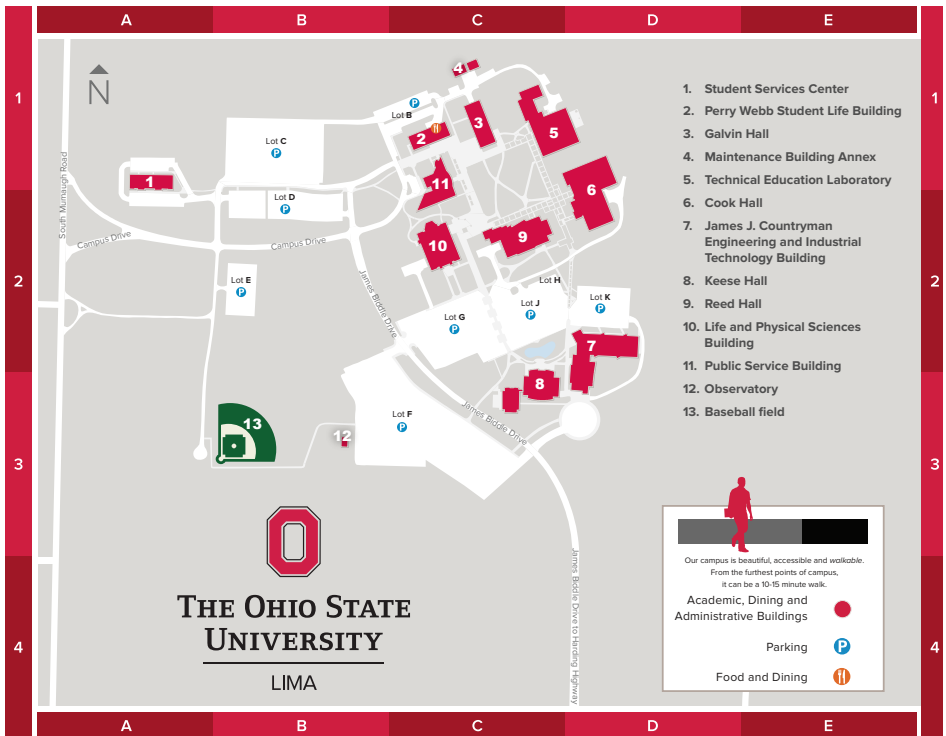 A B C D E
1
1
2
2
3
3
4
4
N
1. Student Services Center
2. Perry Webb Student Life Building
3. Galvin Hall
4. Maintenance Building Annex
5. Technical Education Laboratory
6. Cook Hall
7. James J. Countryman
Engineering and Industrial
Technology Building
8. Keese Hall
9. Reed Hall
10. Life and Physical Sciences
Building
11. Public Service Building
12. Observatory
13. Baseball field
4
P
Lot B
2
3
5
Lot C
P
1
11
6
Lot D
P
South Mumaugh Road
Campus Drive
Campus Drive
10
9
Lot E
P
James Biddle Drive
Lot H
Lot J
P
Lot K
P
Lot G
P
7
8
Lot F
P
James Biddle Drive
13
12
James Biddle Drive to Harding Highway
THE OHIO STATE
UNIVERSITY
LIMA
Our campus is beautiful, accessible and walkable.
From the furthest points of campus,
it can be a 10-15 minute walk.
Academic, Dining and
Administrative Buildings
Parking P
Food and Dining
A B C D E